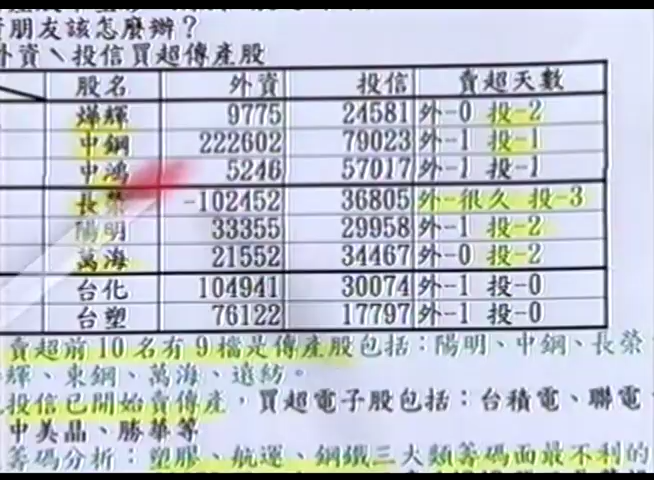 朋友該怎麼辦？
外資\投信買超傳產股
股名 外資 投信 賣超天數
燁輝 9775 24581 外-0 投-2
中鋼 222602 79023 外-1 投-1
中鴻 5246 57017 外-1 投-1
長榮 -102452 36805 外-很久 投-3
陽明 33355 29958 外-1 投-2
萬海 21552 34467 外-0 投-2
台化 104941 30074 外-1 投-0
台塑 76122 17797 外-1 投-0
賣超前10名有9檔是傳產股包括：陽明、中鋼、長榮
輝、東鋼、萬海、遠紡。
投信已開始賣傳產，買超電子股包括：台積電、聯電
中美晶、勝華等
籌碼分析：塑膠、航運、鋼鐵三大類籌碼面最不利的